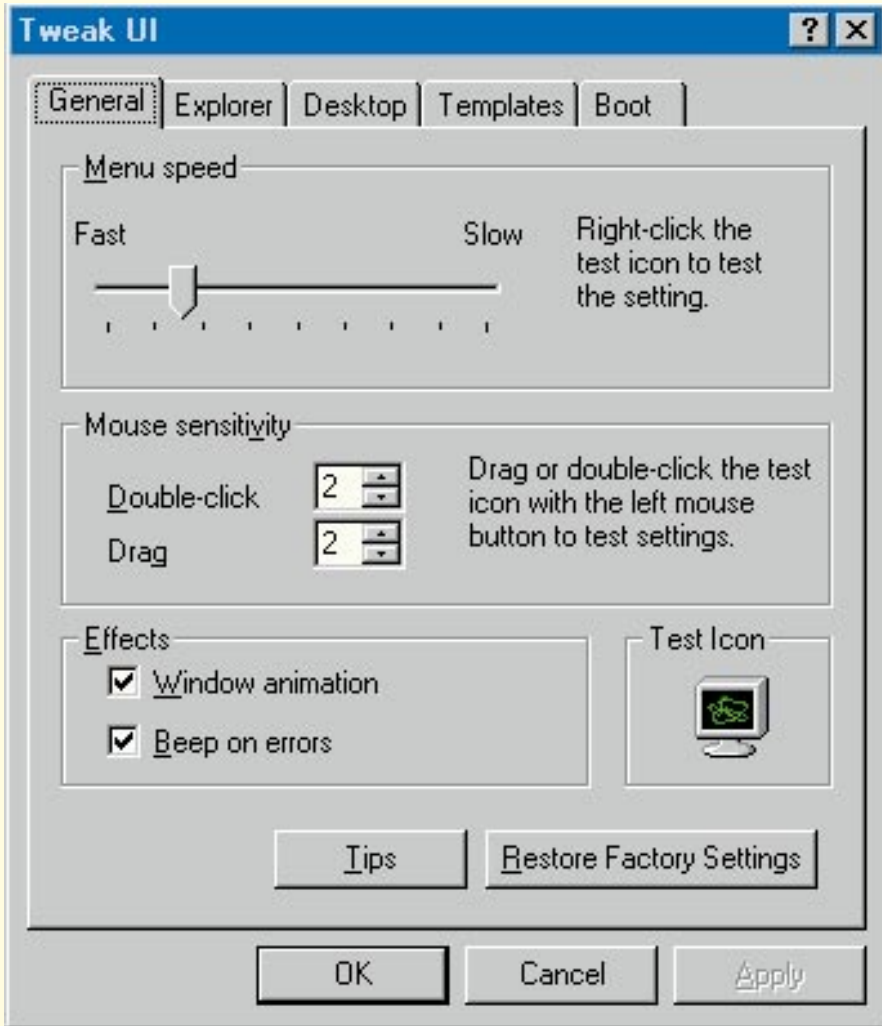 Tweak UI
General Explorer Desktop Templates Boot
Menu speed
Fast Slow
Right-click the
test icon to test
the setting.
Mouse sensitivity
Double-click 2
Drag 2
Drag or double-click the test
icon with the left mouse
button to test settings.
Effects
Window animation
Beep on errors
Test Icon
Tips Restore Factory Settings
OK Cancel Apply